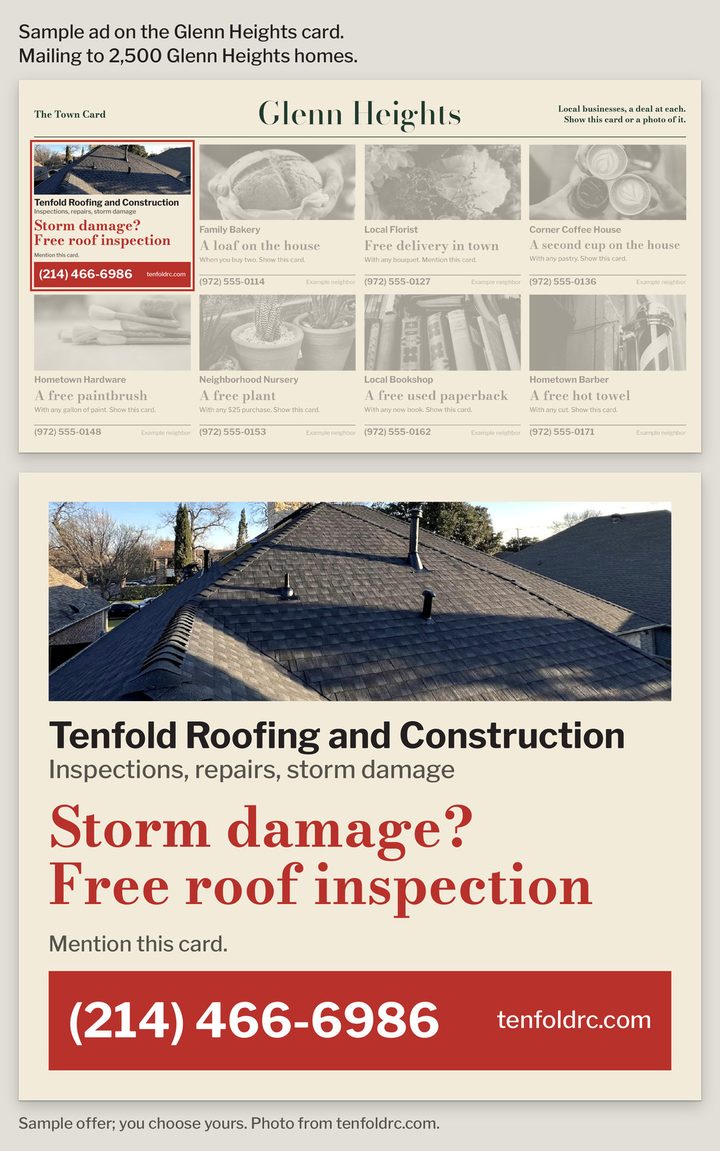 Sample ad on the Glenn Heights card.
Mailing to 2,500 Glenn Heights homes.
The Town Card
Glenn Heights
Local businesses, a deal at each.
Show this card or a photo of it.
Tenfold Roofing and Construction
Inspections, repairs, storm damage
Storm damage?
Free roof inspection
Mention this card.
(214) 466-6986
tenfoldrc.com
Family Bakery
A loaf on the house
When you buy two. Show this card.
(972) 555-0114
Example neighbor
Local Florist
Free delivery in town
With any bouquet. Mention this card.
(972) 555-0127
Example neighbor
Corner Coffee House
A second cup on the house
With any pastry. Show this card.
(972) 555-0136
Example neighbor
Hometown Hardware
A free paintbrush
With any gallon of paint. Show this card.
(972) 555-0148
Example neighbor
Neighborhood Nursery
A free plant
With any $25 purchase. Show this card.
(972) 555-0153
Example neighbor
Local Bookshop
A free used paperback
With any new book. Show this card.
(972) 555-0162
Example neighbor
Hometown Barber
A free hot towel
With any cut. Show this card.
(972) 555-0171
Example neighbor
Tenfold Roofing and Construction
Inspections, repairs, storm damage
Storm damage?
Free roof inspection
Mention this card.
(214) 466-6986
tenfoldrc.com
Sample offer; you choose yours. Photo from tenfoldrc.com.